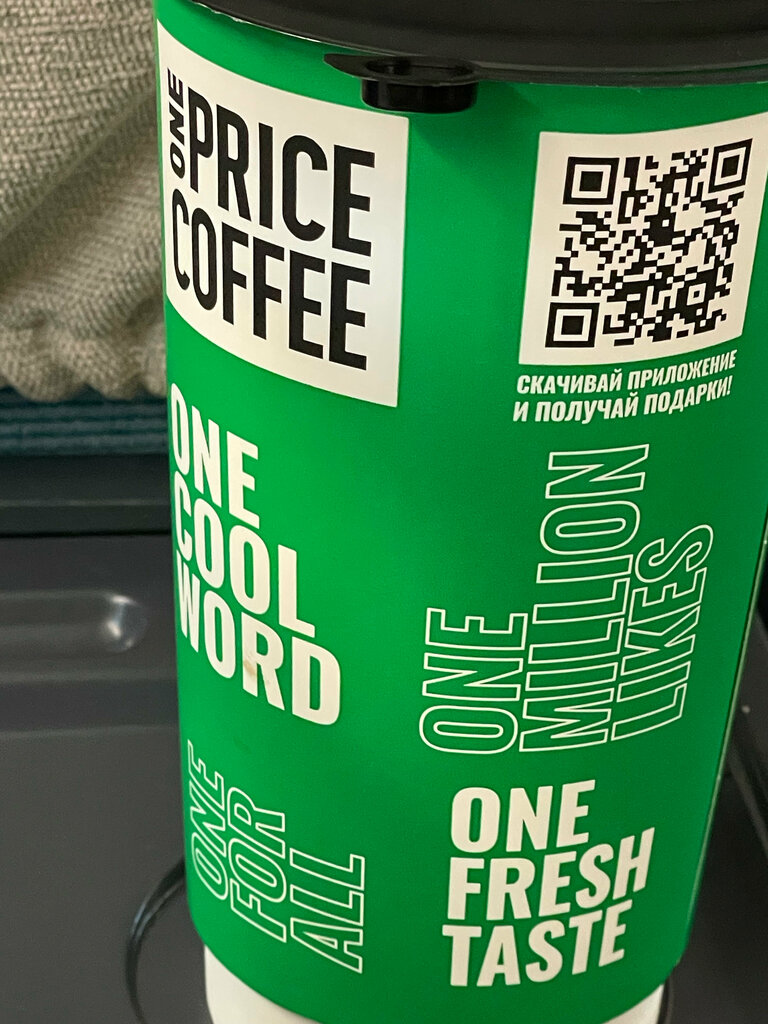 ONE
PRICE
COFFEE
СКАЧИВАЙ ПРИЛОЖЕНИЕ
И ПОЛУЧАЙ ПОДАРКИ!
ONE
COOL
WORD
ONE
MILLION
LIKES
ONE
FOR
ALL
ONE
FRESH
TASTE